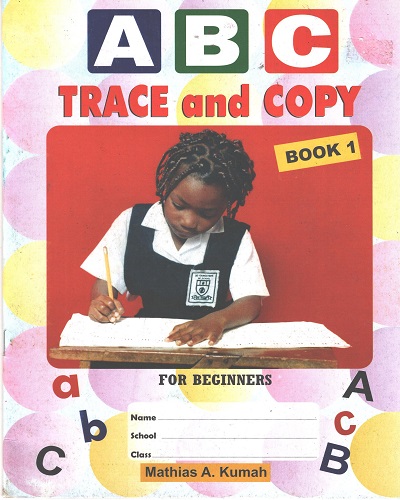 A B C
TRACE and COPY
BOOK 1
FOR BEGINNERS
a
b
C
Name
School
Class
A
c
B
Mathias A. Kumah